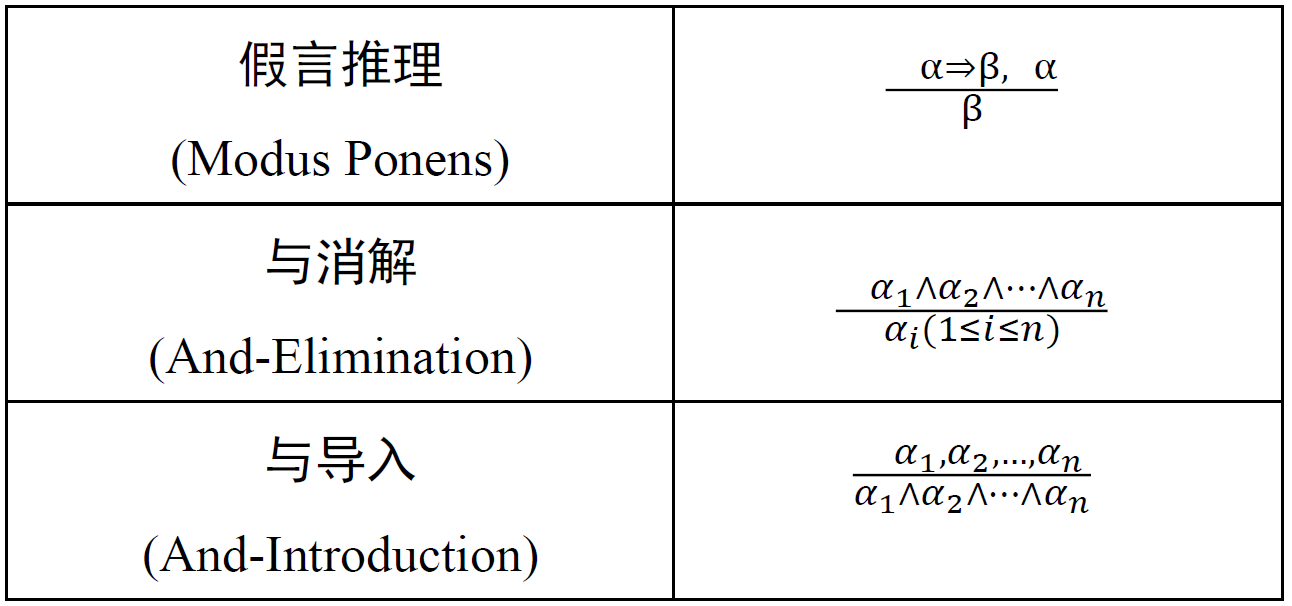 假言推理
(Modus Ponens)
α⇒β, α
β
与消解
(And-Elimination)
α₁∧α₂∧⋯∧αₙ
αᵢ(1≤i≤n)
与导入
(And-Introduction)
α₁,α₂,…,αₙ
α₁∧α₂∧⋯∧αₙ